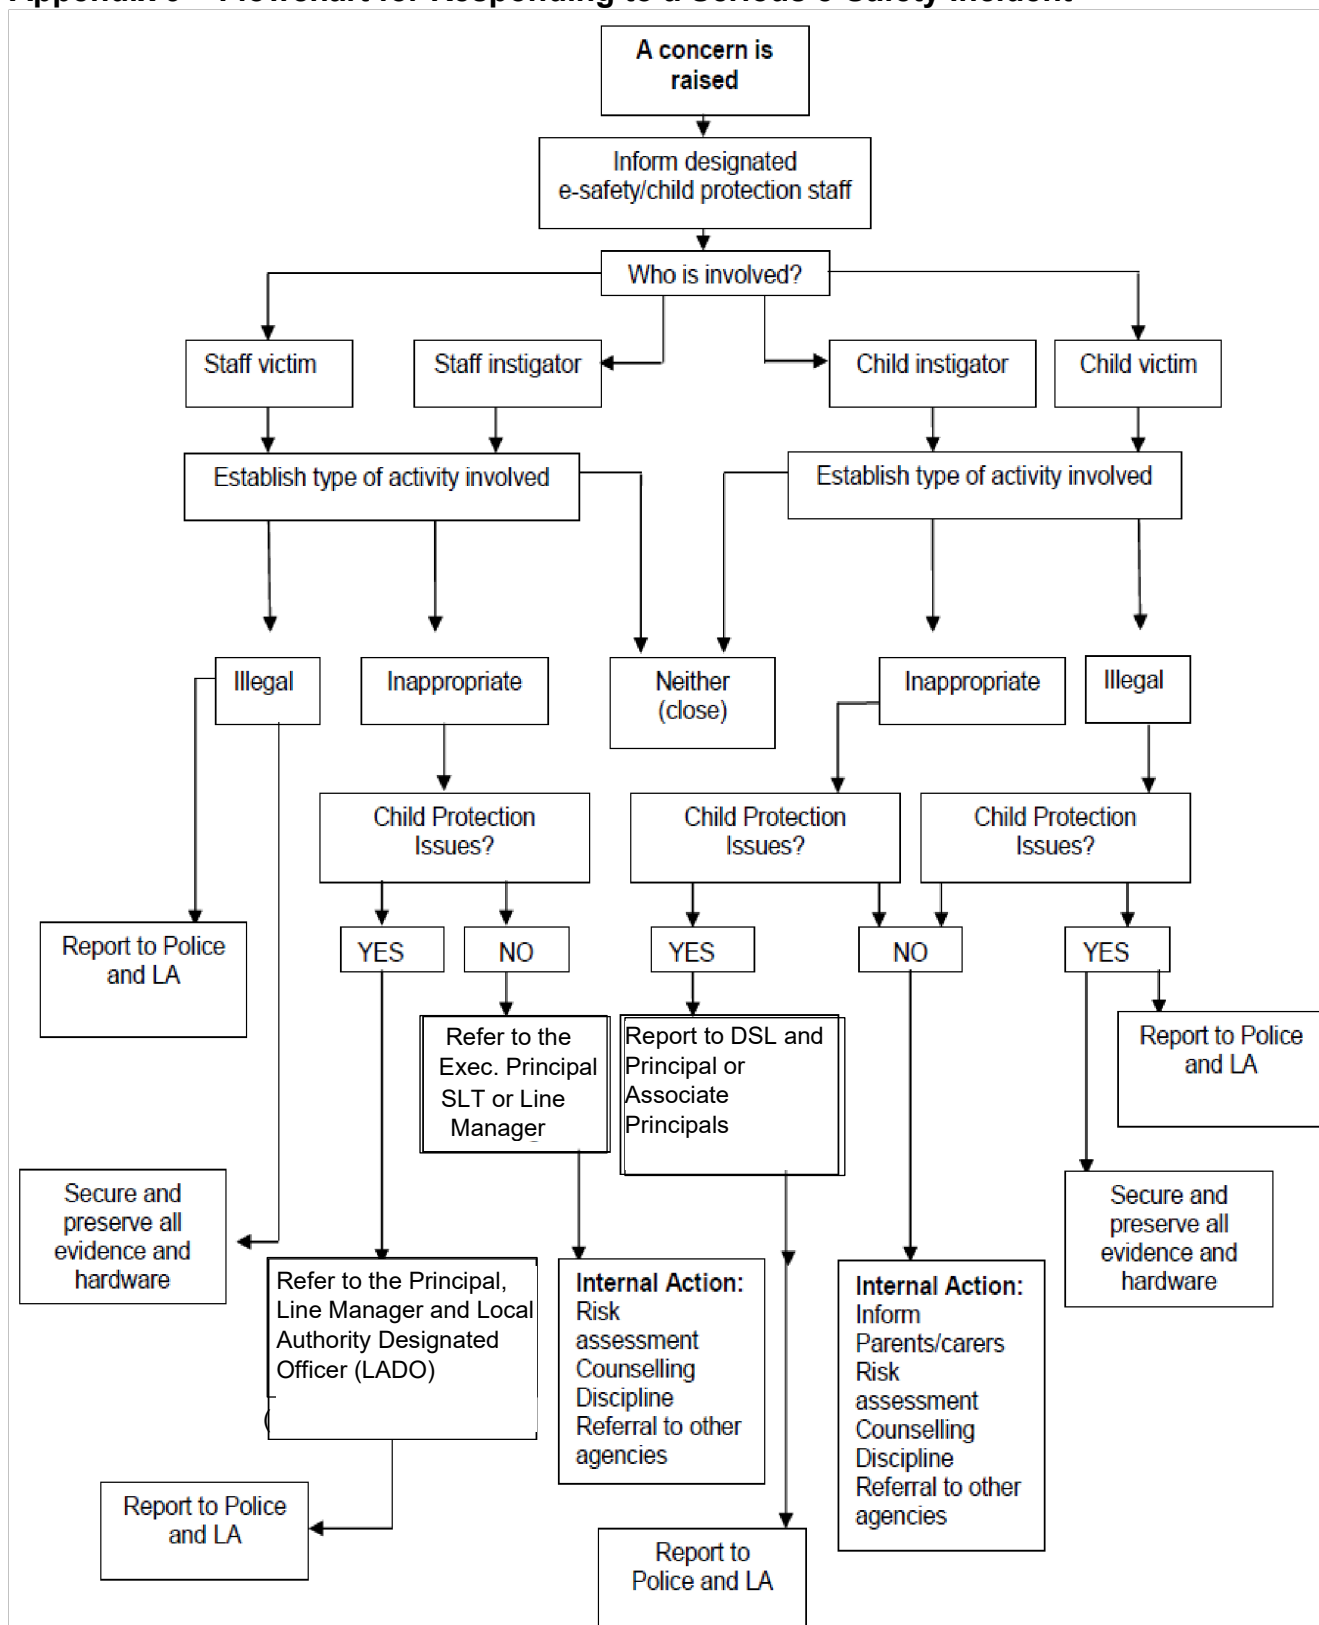 A concern is
raised
Inform designated
e-safety/child protection staff
Who is involved?
Staff victim
Staff instigator
Child instigator
Child victim
Establish type of activity involved
Establish type of activity involved
Illegal
Inappropriate
Neither
(close)
Inappropriate
Illegal
Child Protection
Issues?
Child Protection
Issues?
Child Protection
Issues?
Report to Police
and LA
YES
NO
YES
NO
YES
Refer to the
Exec. Principal
SLT or Line
Manager
Report to DSL and
Principal or
Associate
Principals
Report to Police
and LA
Secure and
preserve all
evidence and
hardware
Secure and
preserve all
evidence and
hardware
Refer to the Principal,
Line Manager and Local
Authority Designated
Officer (LADO)
(
Internal Action:
Risk
assessment
Counselling
Discipline
Referral to other
agencies
Internal Action:
Inform
Parents/carers
Risk
assessment
Counselling
Discipline
Referral to other
agencies
Report to Police
and LA
Report to
Police and LA